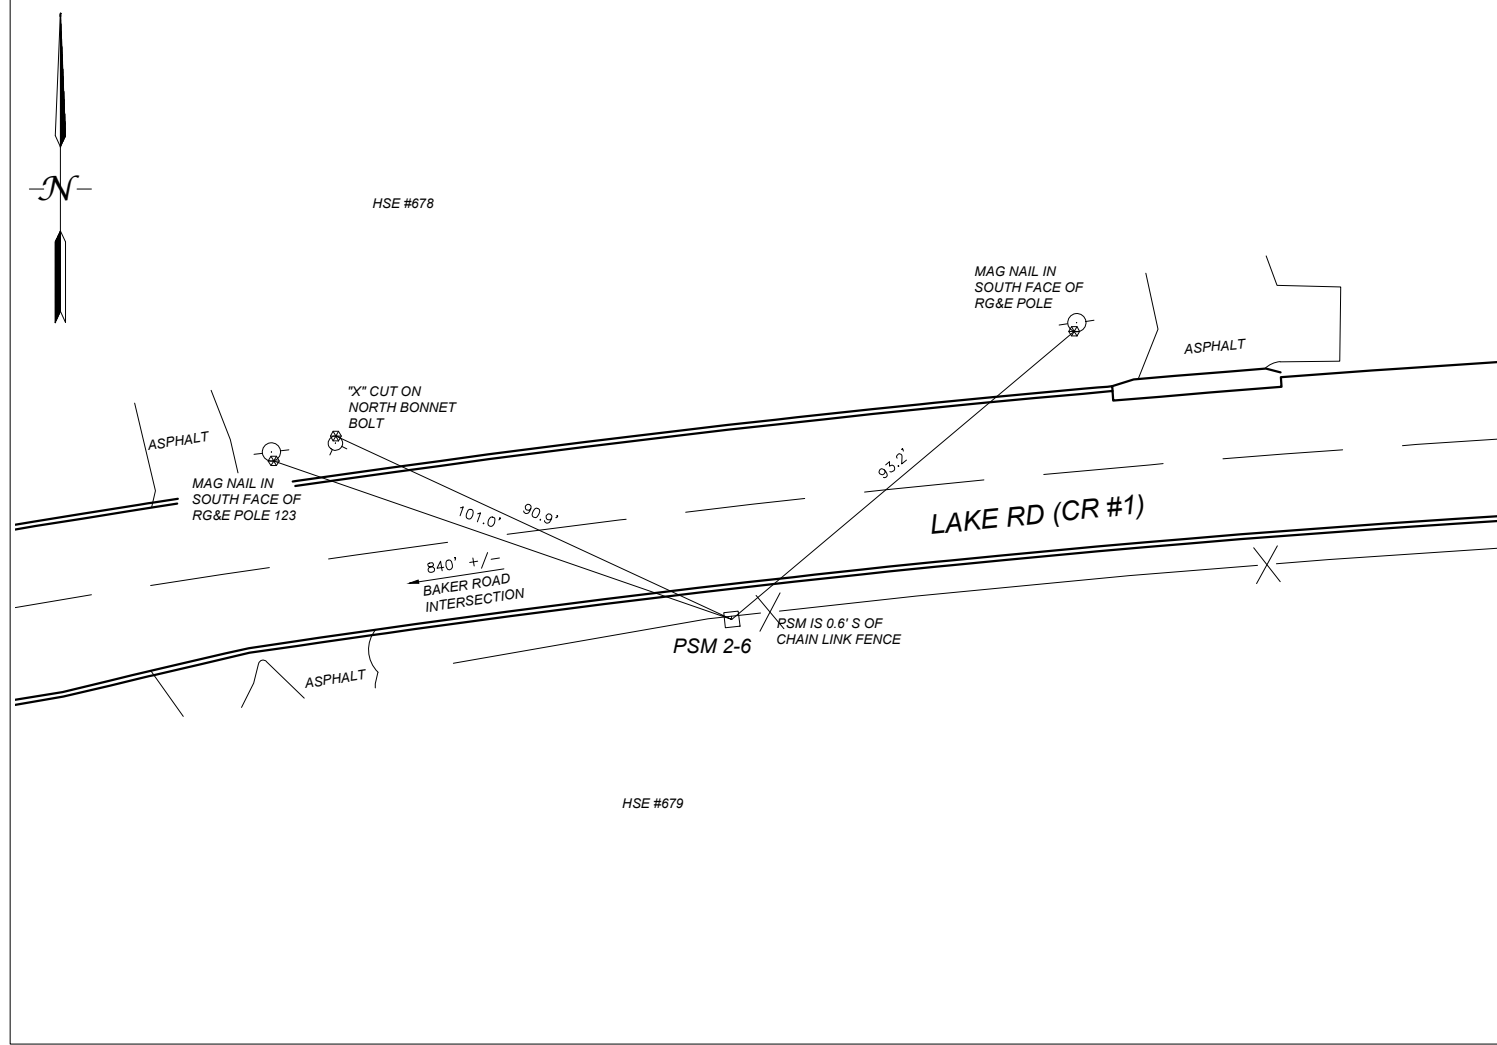 N
HSE #678
MAG NAIL IN
SOUTH FACE OF
RG&E POLE
ASPHALT
"X" CUT ON
NORTH BONNET
BOLT
ASPHALT
MAG NAIL IN
SOUTH FACE OF
RG&E POLE 123
93.2'
101.0'
90.9'
LAKE RD (CR #1)
840' +/-
BAKER ROAD
INTERSECTION
PSM IS 0.6' S OF
CHAIN LINK FENCE
PSM 2-6
ASPHALT
HSE #679